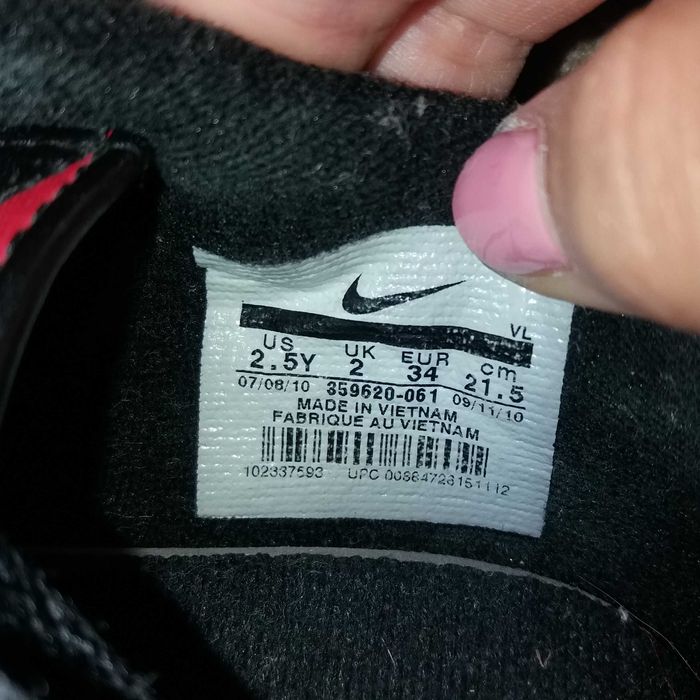 VL
US UK EUR cm
2.5Y 2 34 21.5
07/08/10 359620-061 09/11/10
MADE IN VIETNAM
FABRIQUE AU VIETNAM
102337593 UPC 00884726151112